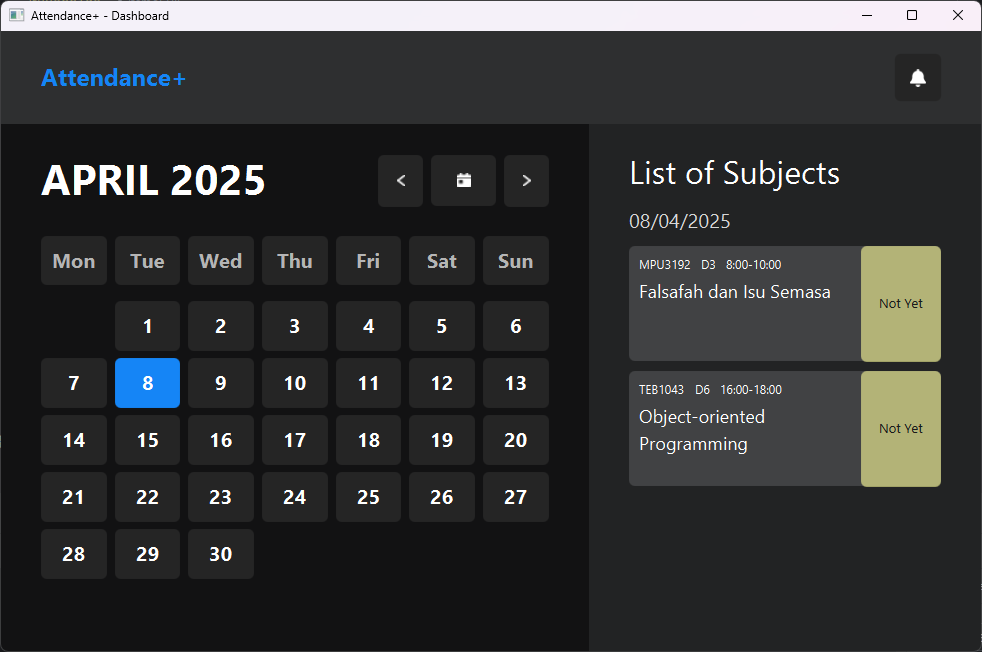 Attendance+ - Dashboard
Attendance+
APRIL 2025
Mon Tue Wed Thu Fri Sat Sun
1 2 3 4 5 6
7 8 9 10 11 12 13
14 15 16 17 18 19 20
21 22 23 24 25 26 27
28 29 30
List of Subjects
08/04/2025
MPU3192 D3 8:00-10:00
Falsafah dan Isu Semasa
Not Yet
TEB1043 D6 16:00-18:00
Object-oriented
Programming
Not Yet